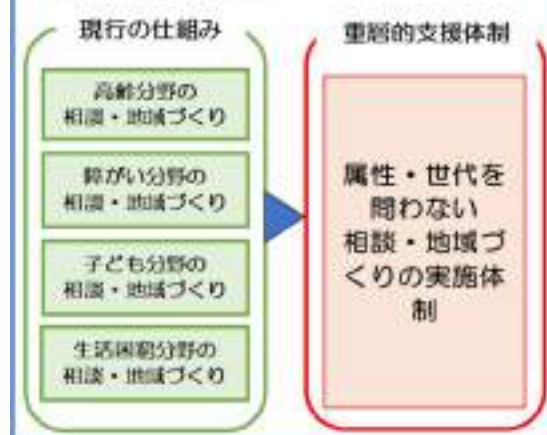 現行の仕組み
高齢分野の
相談・地域づくり
障がい分野の
相談・地域づくり
子ども分野の
相談・地域づくり
生活困窮分野の
相談・地域づくり
重層的支援体制
属性・世代を
問わない
相談・地域づ
くりの実施体
制